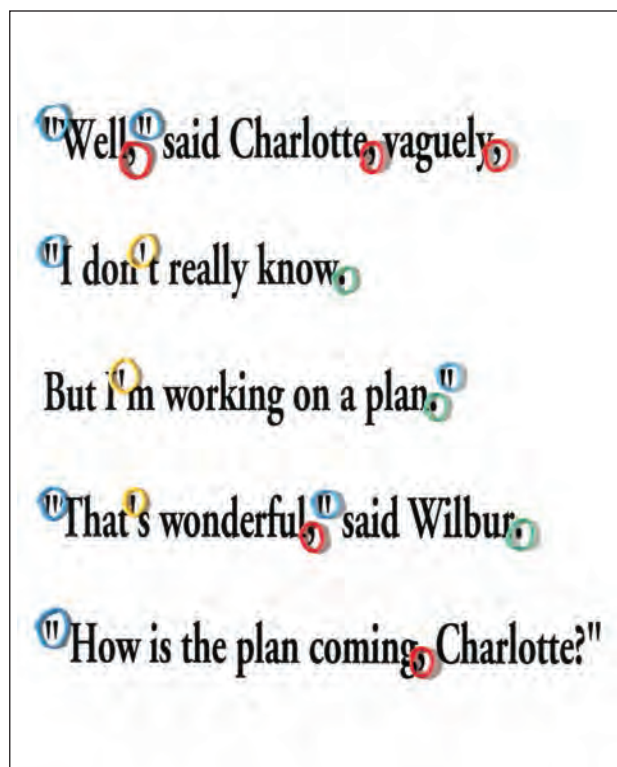 "Well," said Charlotte, vaguely,
"I don't really know.
But I'm working on a plan."
"That's wonderful," said Wilbur.
"How is the plan coming, Charlotte?"